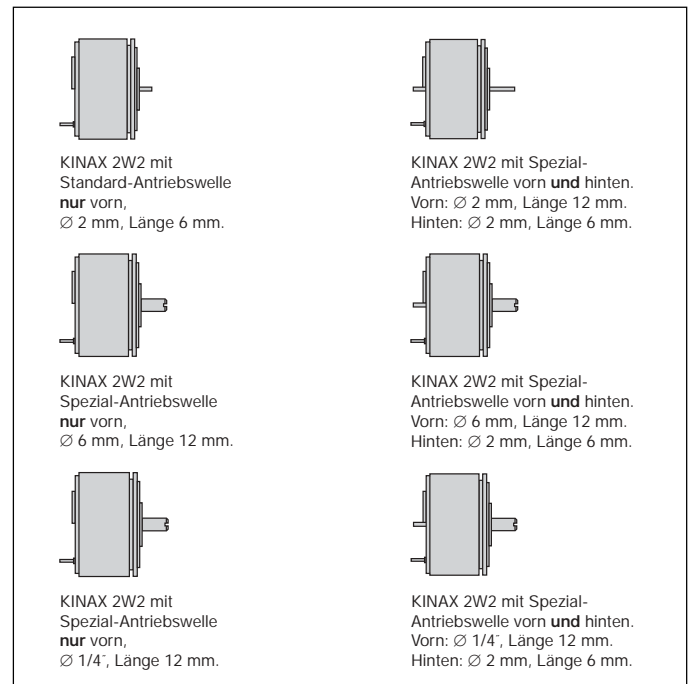 KINAX 2W2 mit
Standard-Antriebswelle
nur vorn,
∅ 2 mm, Länge 6 mm.
KINAX 2W2 mit Spezial-
Antriebswelle vorn und hinten.
Vorn: ∅ 2 mm, Länge 12 mm.
Hinten: ∅ 2 mm, Länge 6 mm.
KINAX 2W2 mit
Spezial-Antriebswelle
nur vorn,
∅ 6 mm, Länge 12 mm.
KINAX 2W2 mit Spezial-
Antriebswelle vorn und hinten.
Vorn: ∅ 6 mm, Länge 12 mm.
Hinten: ∅ 2 mm, Länge 6 mm.
KINAX 2W2 mit
Spezial-Antriebswelle
nur vorn,
∅ 1/4˝, Länge 12 mm.
KINAX 2W2 mit Spezial-
Antriebswelle vorn und hinten.
Vorn: ∅ 1/4˝, Länge 12 mm.
Hinten: ∅ 2 mm, Länge 6 mm.